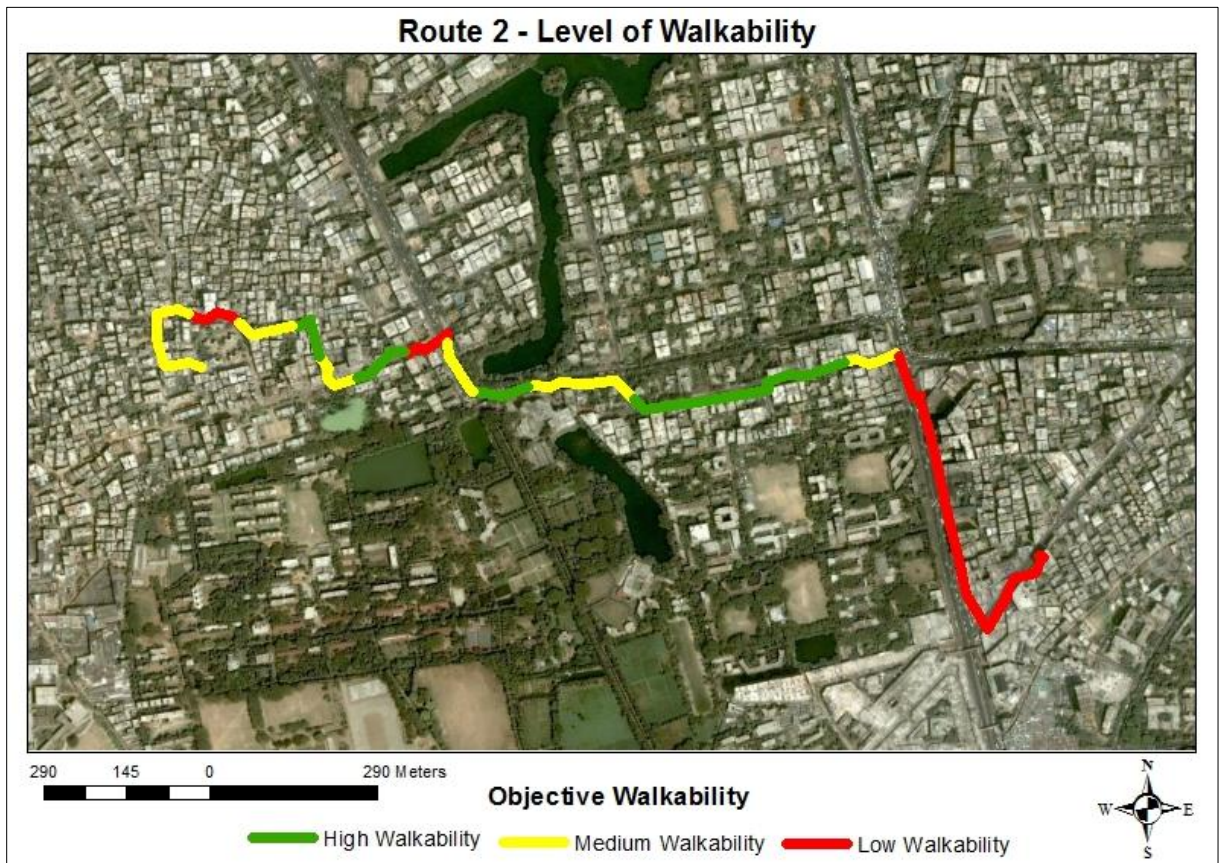 Route 2 - Level of Walkability
290 145 0 290 Meters
Objective Walkability
N
W E
S
High Walkability Medium Walkability Low Walkability